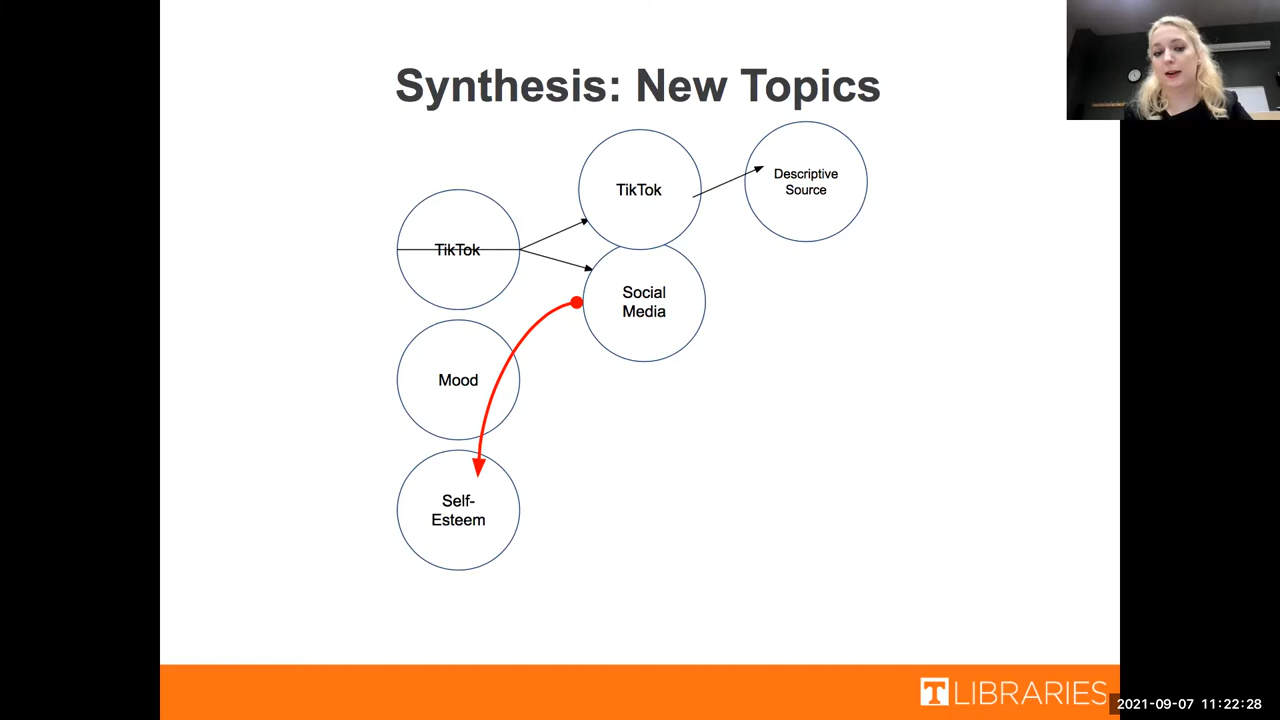 Synthesis: New Topics
TikTok
Descriptive
Source
TikTok
Social
Media
Mood
Self-
Esteem
T LIBRARIES
2021-09-07 11:22:28